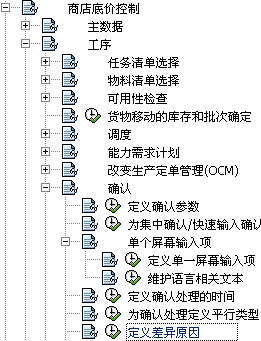 商店底价控制
主数据
工序
任务清单选择
物料清单选择
可用性检查
货物移动的库存和批次确定
调度
能力需求计划
改变生产定单管理(OCM)
确认
定义确认参数
为集中确认/快速输入确认
单个屏幕输入项
定义单一屏幕输入项
维护语言相关文本
定义确认处理的时间
为确认处理定义平行类型
定义差异原因